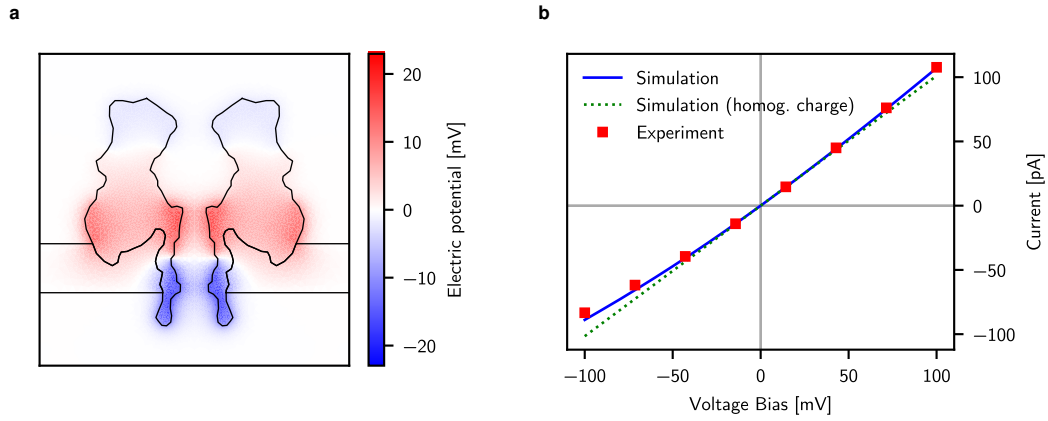 a
20
10
0
−10
−20
Electric potential [mV]
b
Simulation
Simulation (homog. charge)
Experiment
100
50
0
−50
−100
Current [pA]
−100
−50
0
50
100
Voltage Bias [mV]